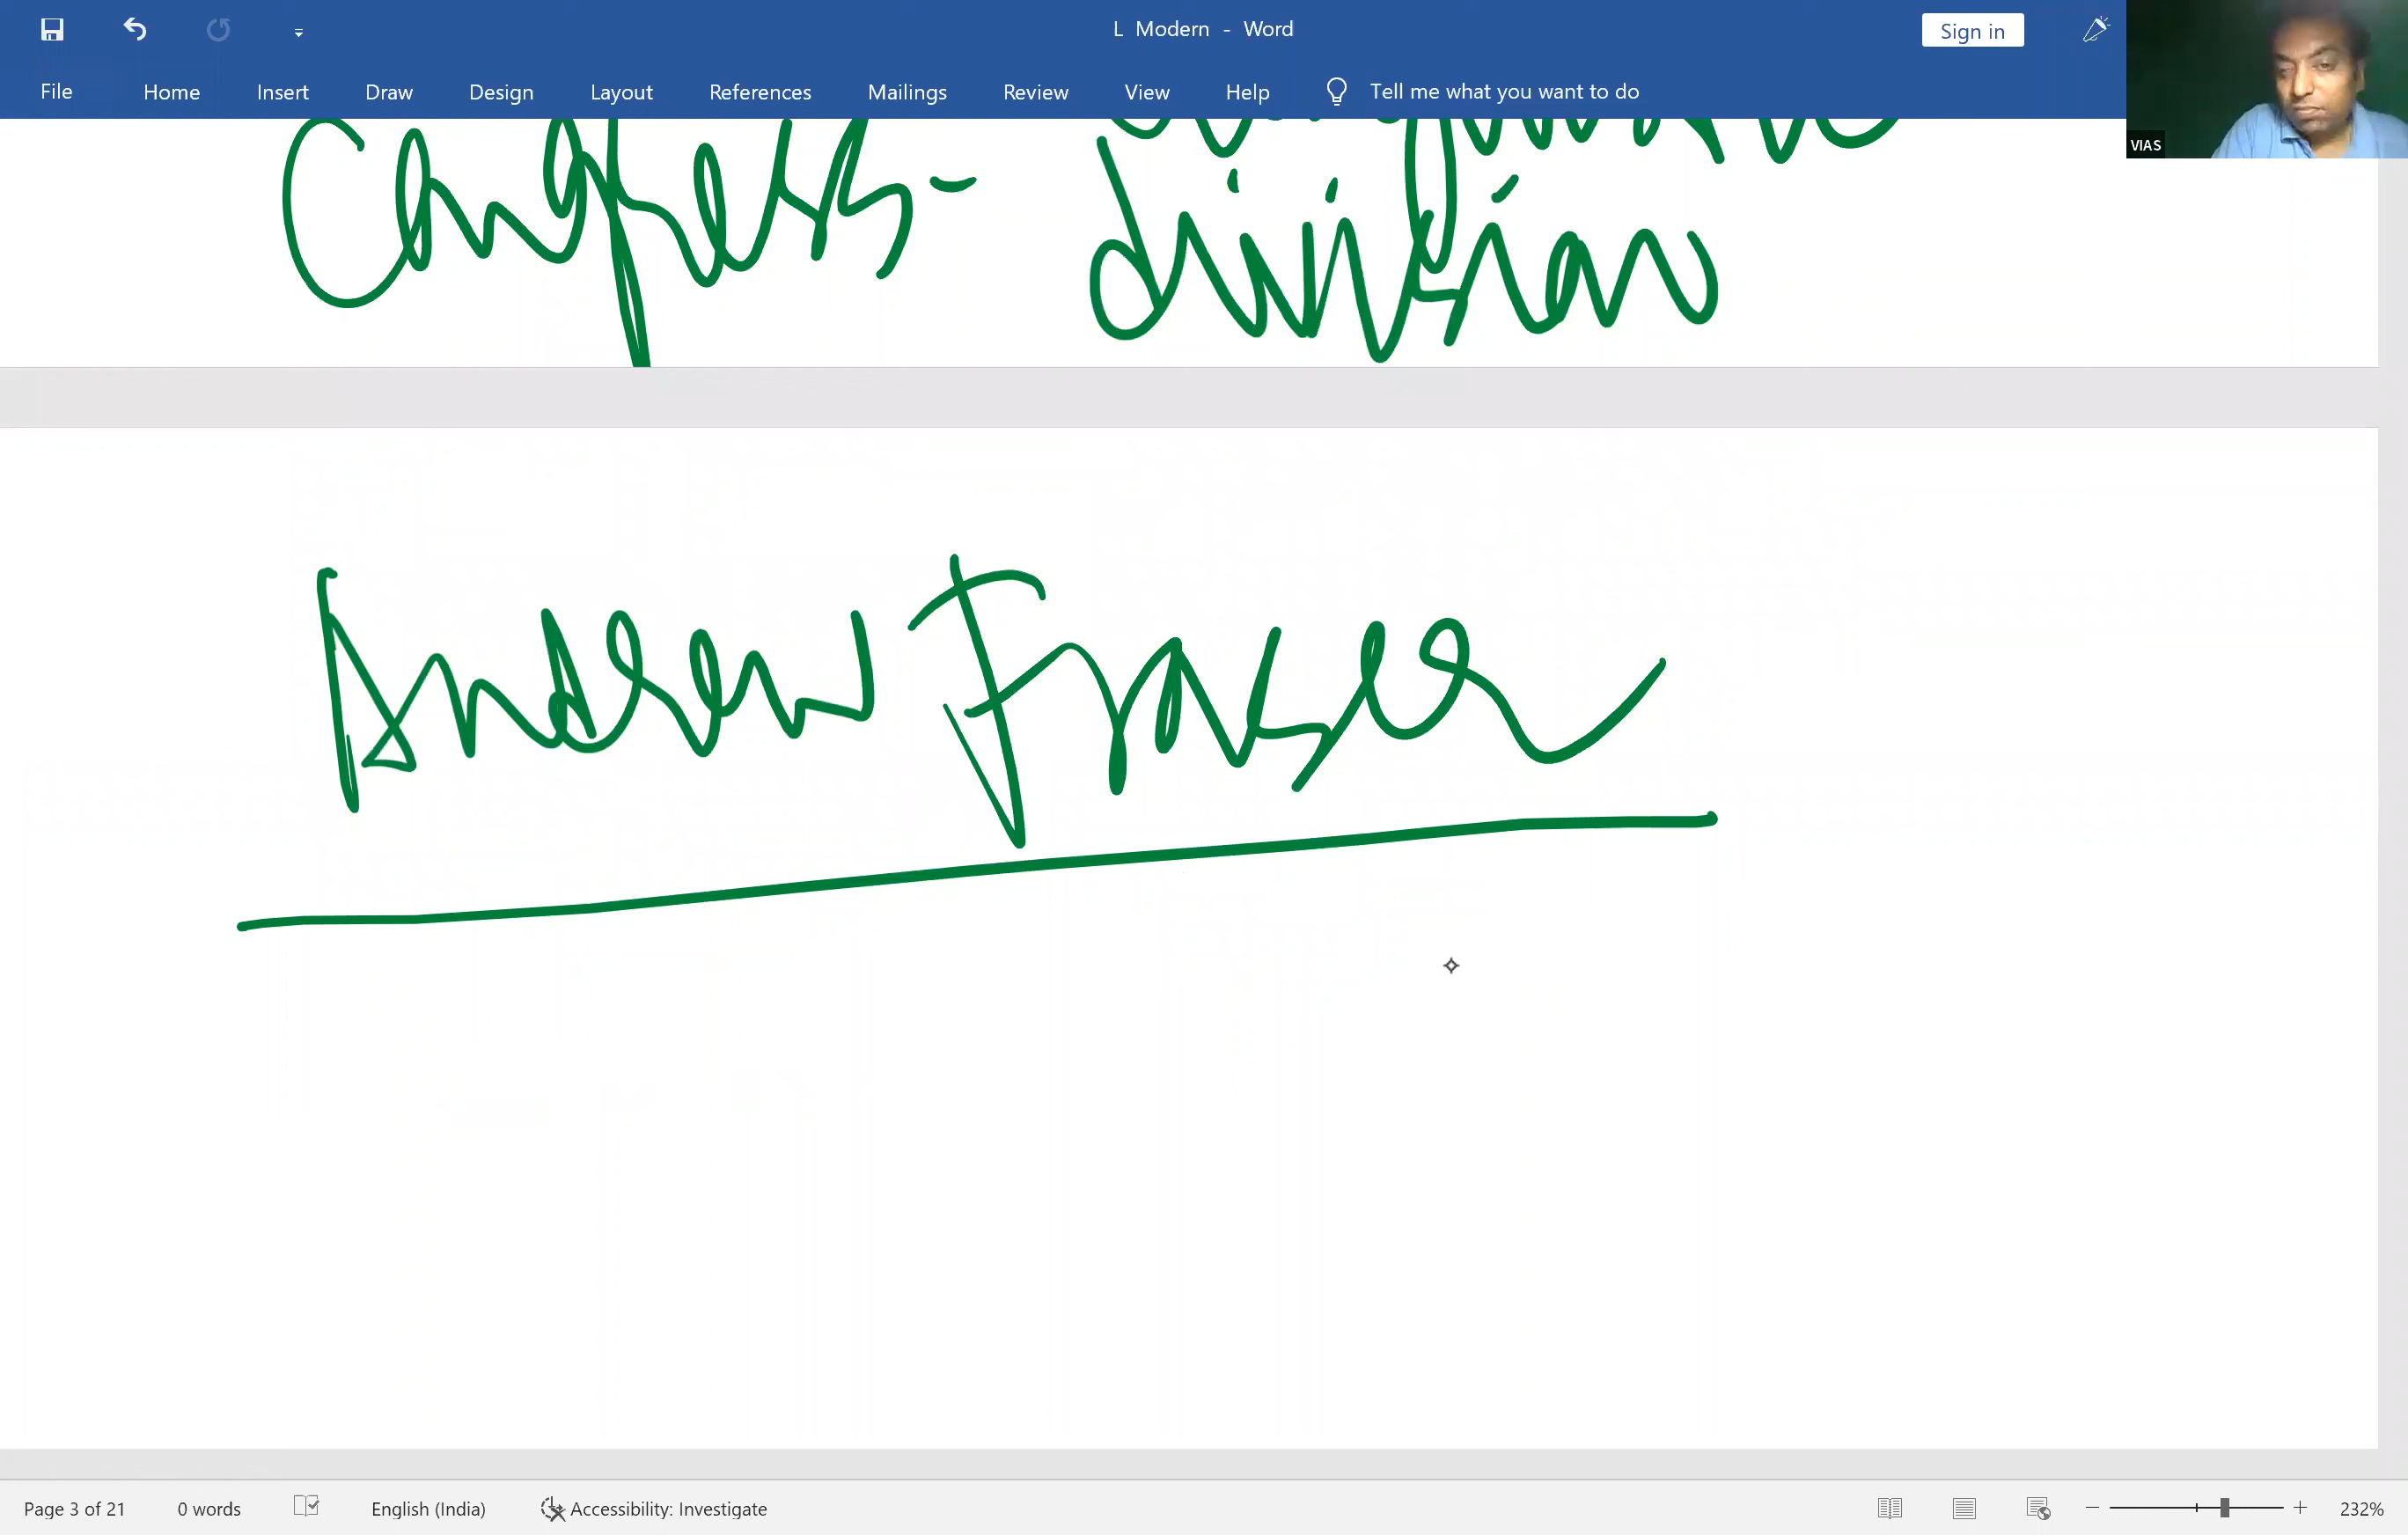 L Modern - Word
Sign in
File Home Insert Draw Design Layout References Mailings Review View Help Tell me what you want to do
VIAS
Congress -
division
Andrew Fraser
Page 3 of 21 0 words English (India) Accessibility: Investigate 232%